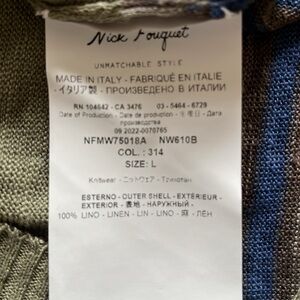 Nick Fouquet
UNMATCHABLE STYLE
MADE IN ITALY - FABRIQUÉ EN ITALIE
- イタリア製 - ПРОИЗВЕДЕНО В ИТАЛИИ
RN 104642 - CA 3476 03 - 5464 - 6729
Date of Production - Date de production - Дата
производства
09 2022-0070765
NFMW75018A NW610B
COL. : 314
SIZE: L
Knitwear - ニットウェア - Трикотаж
ESTERNO - OUTER SHELL - EXTÉRIEUR -
EXTERIOR - 表地 - НАРУЖНЫЙ -
100% LINO - LINEN - LIN - LINO - 麻 - ЛЁН